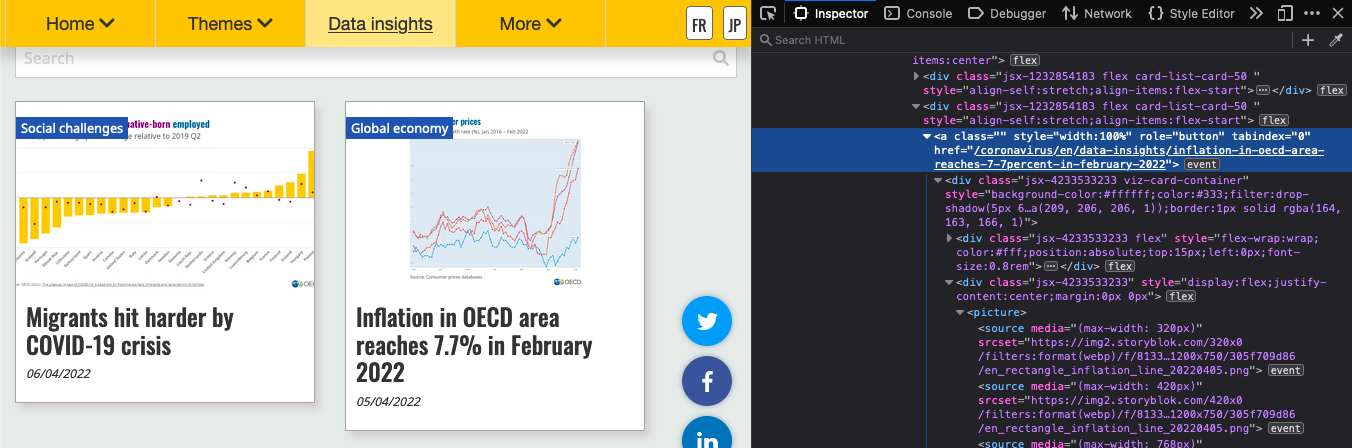 Home
Themes
Data insights
More
FR
JP
Search
Social challenges
native-born employed
relative to 2019 Q2
OECD
Migrants hit harder by
COVID-19 crisis
06/04/2022
Global economy
er prices
th rate (%), Jan 2016 – Feb 2022
Source: Consumer prices databases
OECD
Inflation in OECD area
reaches 7.7% in February
2022
05/04/2022
Inspector
Console
Debugger
Network
Style Editor
Search HTML
items:center"> flex
<div class="jsx-1232854183 flex card-list-card-50 "
style="align-self:stretch;align-items:flex-start">⋯</div> flex
<div class="jsx-1232854183 flex card-list-card-50 "
style="align-self:stretch;align-items:flex-start"> flex
<a class="" style="width:100%" role="button" tabindex="0"
href="/coronavirus/en/data-insights/inflation-in-oecd-area-
reaches-7-7percent-in-february-2022"> event
<div class="jsx-4233533233 viz-card-container"
style="background-color:#ffffff;color:#333;filter:drop-
shadow(5px 6…a(209, 206, 206, 1));border:1px solid rgba(164,
163, 166, 1)">
<div class="jsx-4233533233 flex" style="flex-wrap:wrap;
color:#fff;position:absolute;top:15px;left:0px;font-
size:0.8rem">⋯</div> flex
<div class="jsx-4233533233" style="display:flex;justify-
content:center;margin:0px 0px"> flex
<picture>
<source media="(max-width: 320px)"
srcset="https://img2.storyblok.com/320x0
/filters:format(webp)/f/8133…1200x750/305f709d86
/en_rectangle_inflation_line_20220405.png"> event
<source media="(max-width: 420px)"
srcset="https://img2.storyblok.com/420x0
/filters:format(webp)/f/8133…1200x750/305f709d86
/en_rectangle_inflation_line_20220405.png"> event
<source media="(max-width: 768px)"